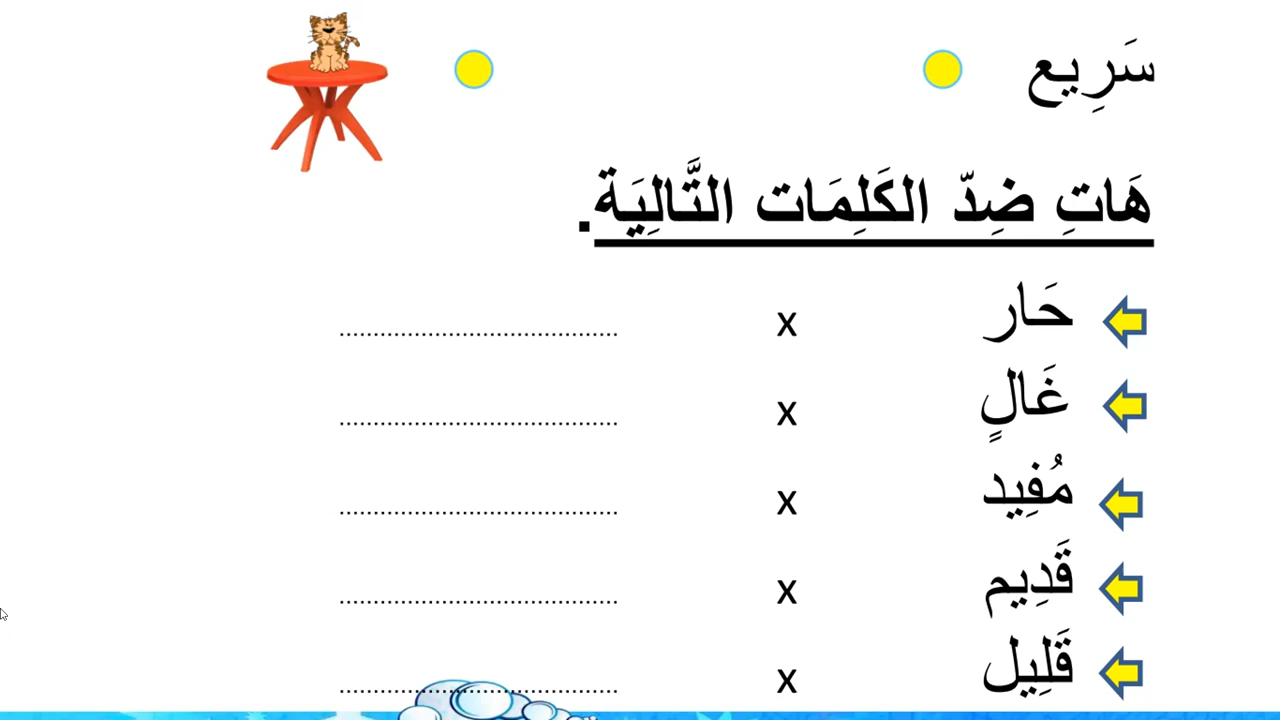 سَرِيع
هَاتِ ضِدّ الكَلِمَات التَّالِيَة.
حَار x ........................................
غَالٍ x ........................................
مُفِيد x ........................................
قَدِيم x ........................................
قَلِيل x ........................................